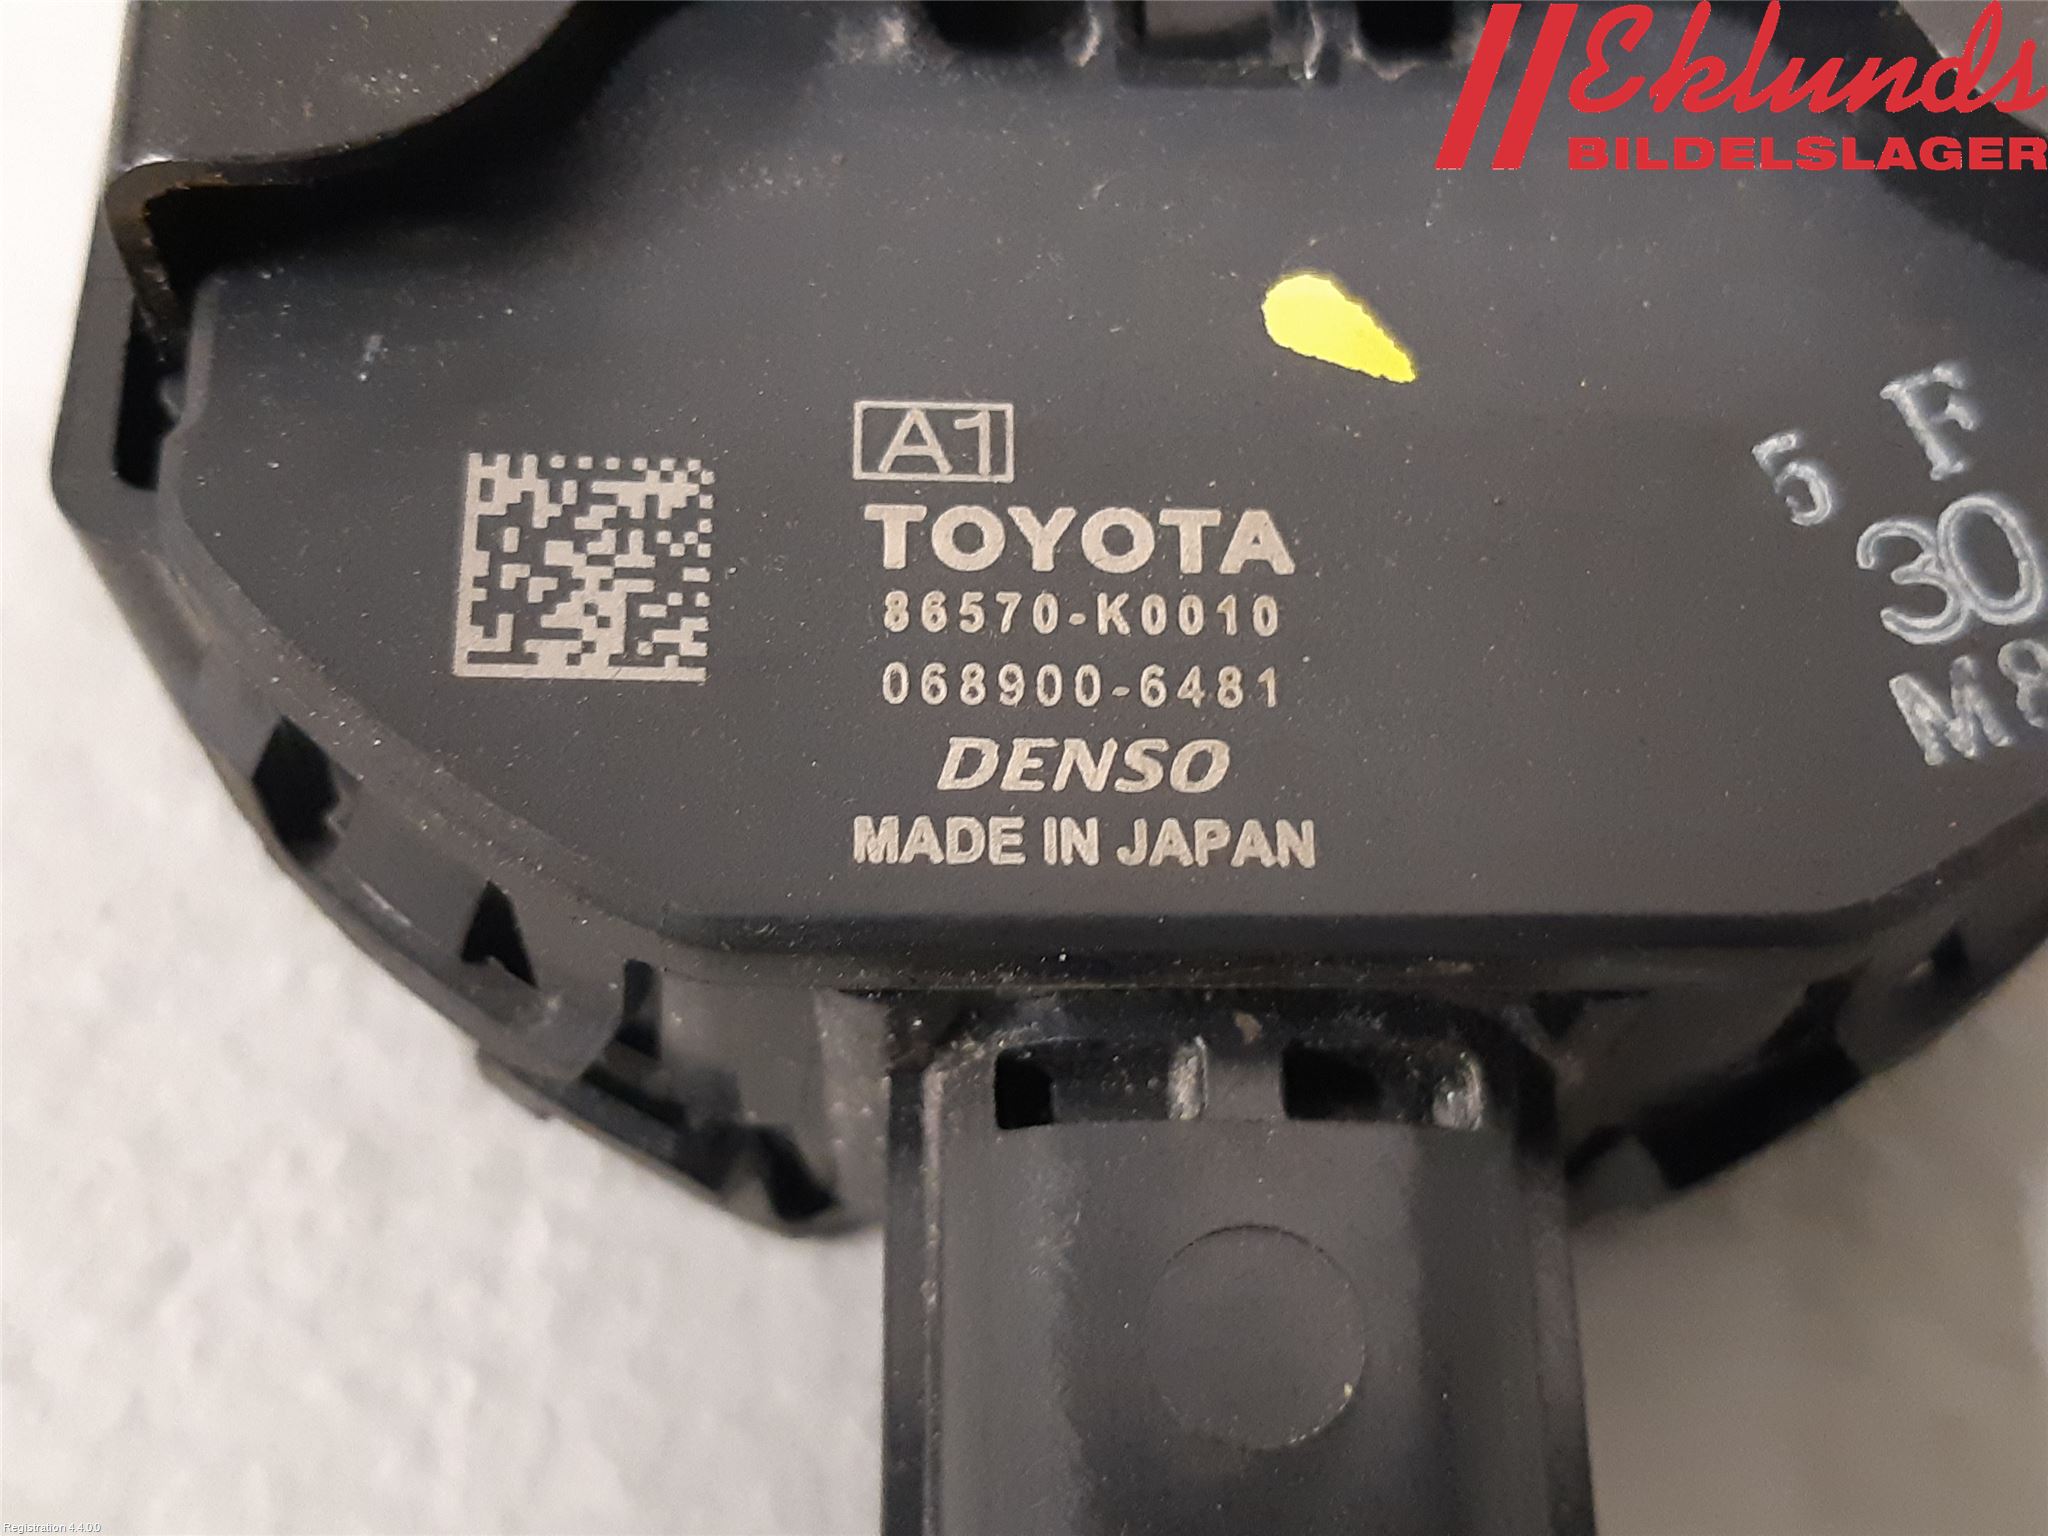 Eklunds
BILDELSLAGER
A1
TOYOTA
86570-K0010
068900-6481
DENSO
MADE IN JAPAN
5 F
30
M8
Registration 4.4.0.0